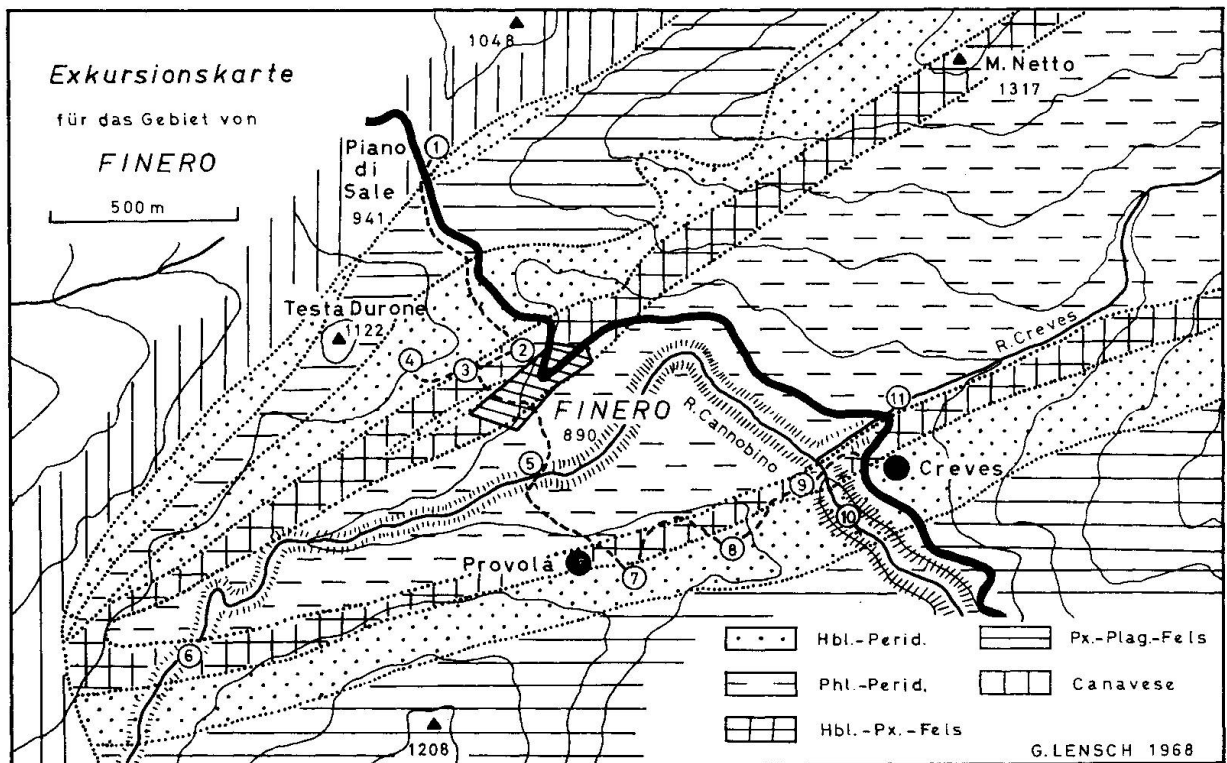 Exkursionskarte
für das Gebiet von
FINERO
500 m
1048
M. Netto
1317
Piano
di
Sale
941
1
Testa Durone
1122
2
3
4
FINERO
890
R. Cannobino
R. Creves
11
Creves
5
9
10
Provola
8
7
6
1208
Hbl.-Perid.
Phl.-Perid.
Hbl.-Px.-Fels
Px.-Plag.-Fels
Canavese
G. LENSCH 1968